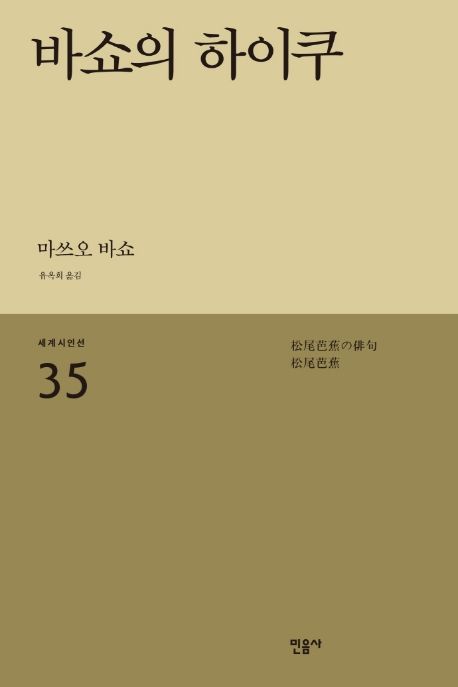 바쇼의 하이쿠
마쓰오 바쇼
유옥희 옮김
세계시인선
35
松尾芭蕉の俳句
松尾芭蕉
민음사